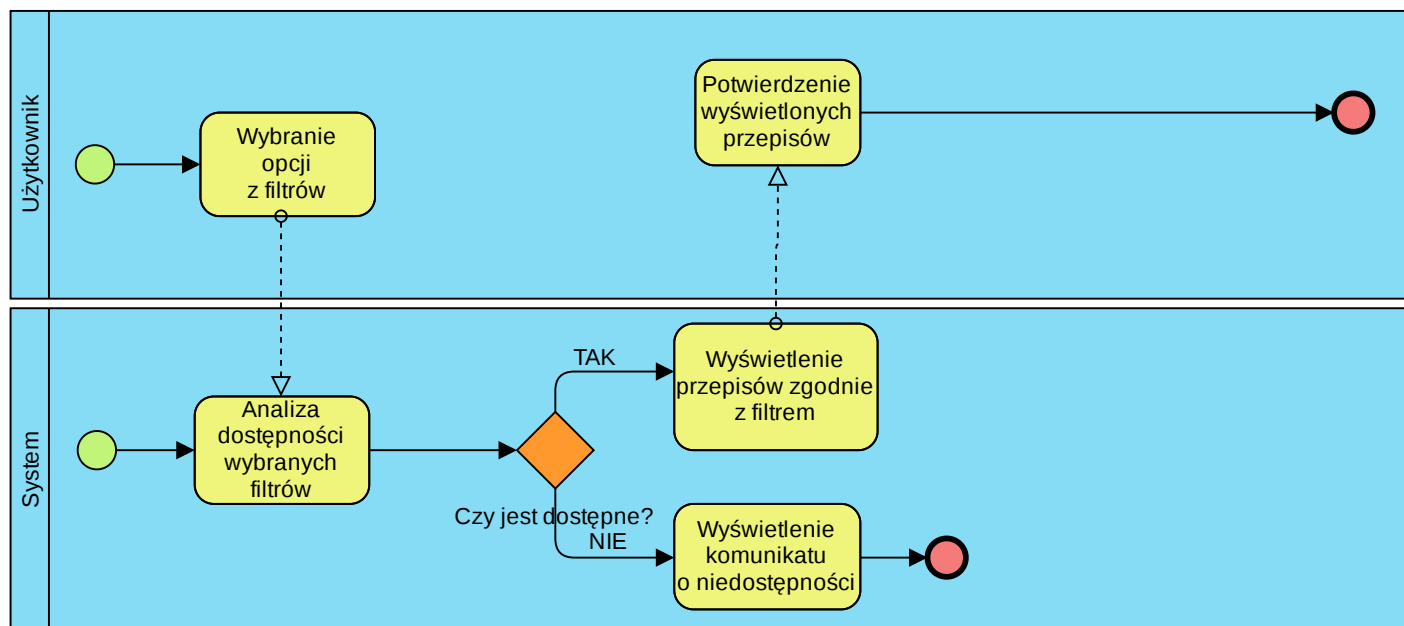 Użytkownik
Wybranie
opcji
z filtrów
Potwierdzenie
wyświetlonych
przepisów
System
Analiza
dostępności
wybranych
filtrów
Czy jest dostępne?
TAK
NIE
Wyświetlenie
przepisów zgodnie
z filtrem
Wyświetlenie
komunikatu
o niedostępności